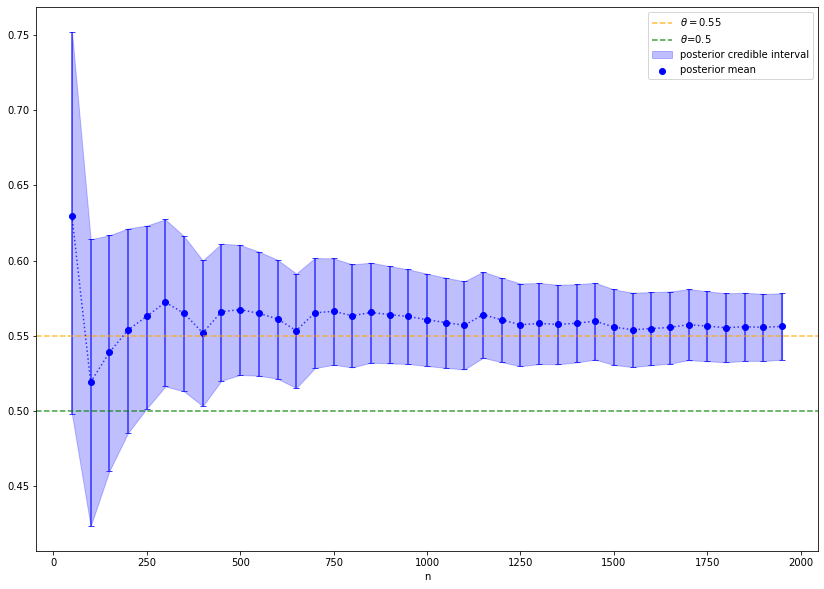 θ = 0.55
θ=0.5
posterior credible interval
posterior mean
0.75
0.70
0.65
0.60
0.55
0.50
0.45
0 250 500 750 1000 1250 1500 1750 2000
n